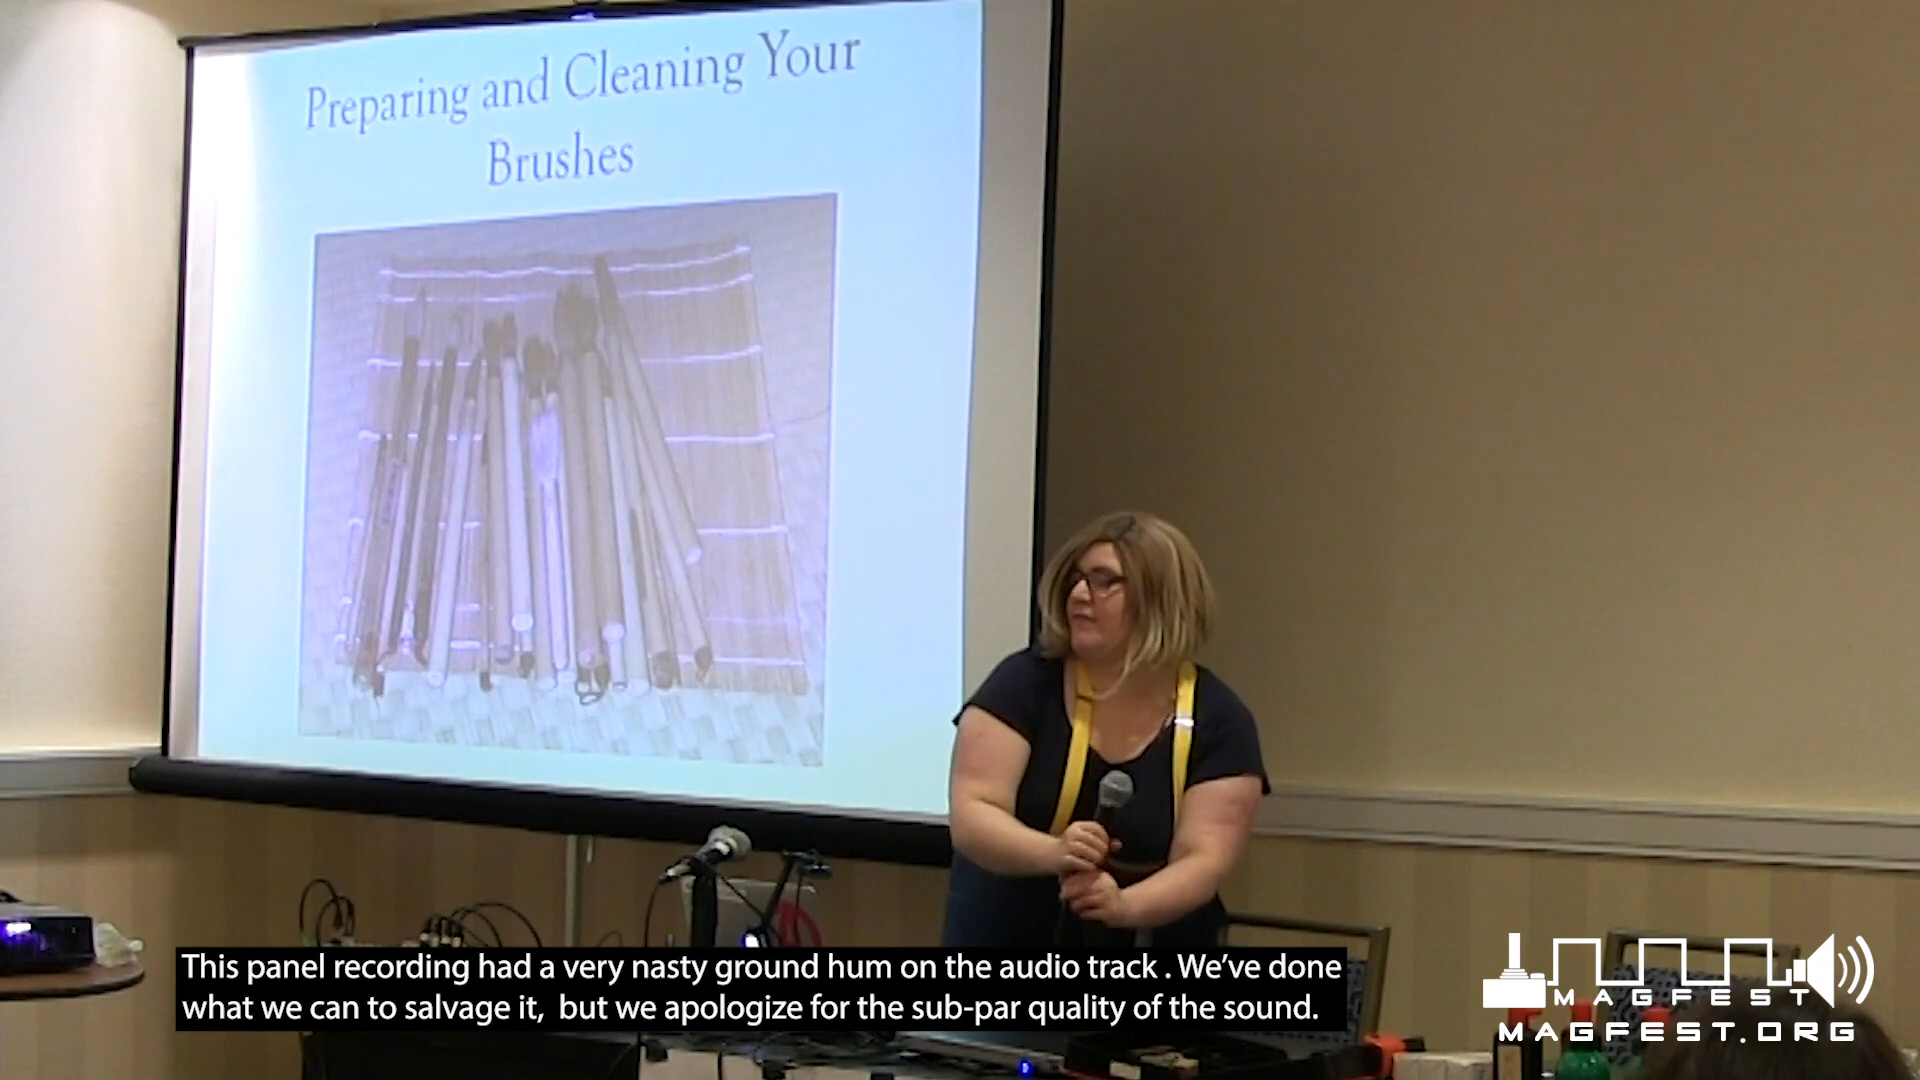 Preparing and Cleaning Your
Brushes
This panel recording had a very nasty ground hum on the audio track . We've done
what we can to salvage it, but we apologize for the sub-par quality of the sound.
MAGFEST
MAGFEST.ORG